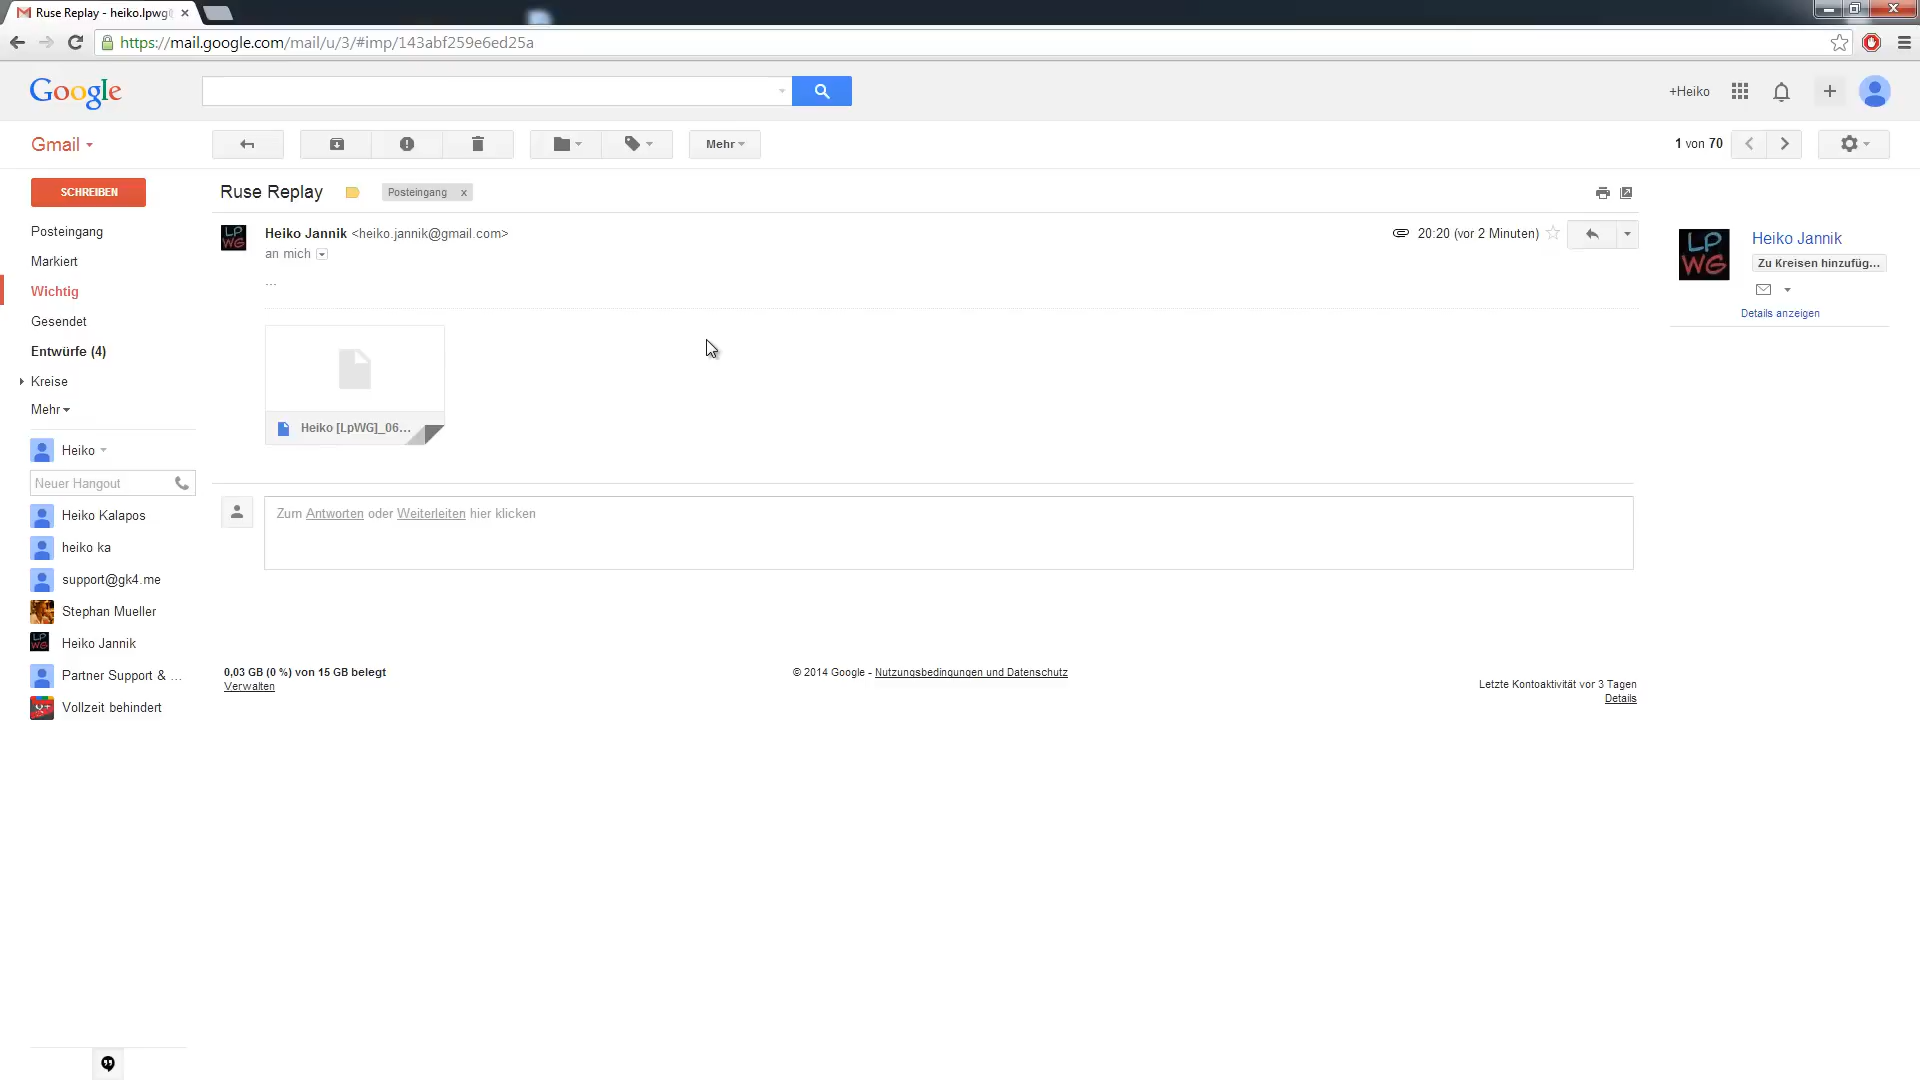 Ruse Replay - heiko.lpwg
https://mail.google.com/mail/u/3/#imp/143abf259e6ed25a
Google
+Heiko
Gmail
Mehr
1 von 70
SCHREIBEN
Ruse Replay
Posteingang x
Posteingang
Markiert
Wichtig
Gesendet
Entwürfe (4)
Kreise
Mehr
Heiko Jannik <heiko.jannik@gmail.com>
20:20 (vor 2 Minuten)
an mich
...
Heiko [LpWG]_06...
Heiko Jannik
Zu Kreisen hinzufüg...
Details anzeigen
LP WG
Heiko
Neuer Hangout
Heiko Kalapos
heiko ka
support@gk4.me
Stephan Mueller
Heiko Jannik
Partner Support & ...
Vollzeit behindert
Zum Antworten oder Weiterleiten hier klicken
0,03 GB (0 %) von 15 GB belegt
Verwalten
© 2014 Google - Nutzungsbedingungen und Datenschutz
Letzte Kontoaktivität vor 3 Tagen
Details